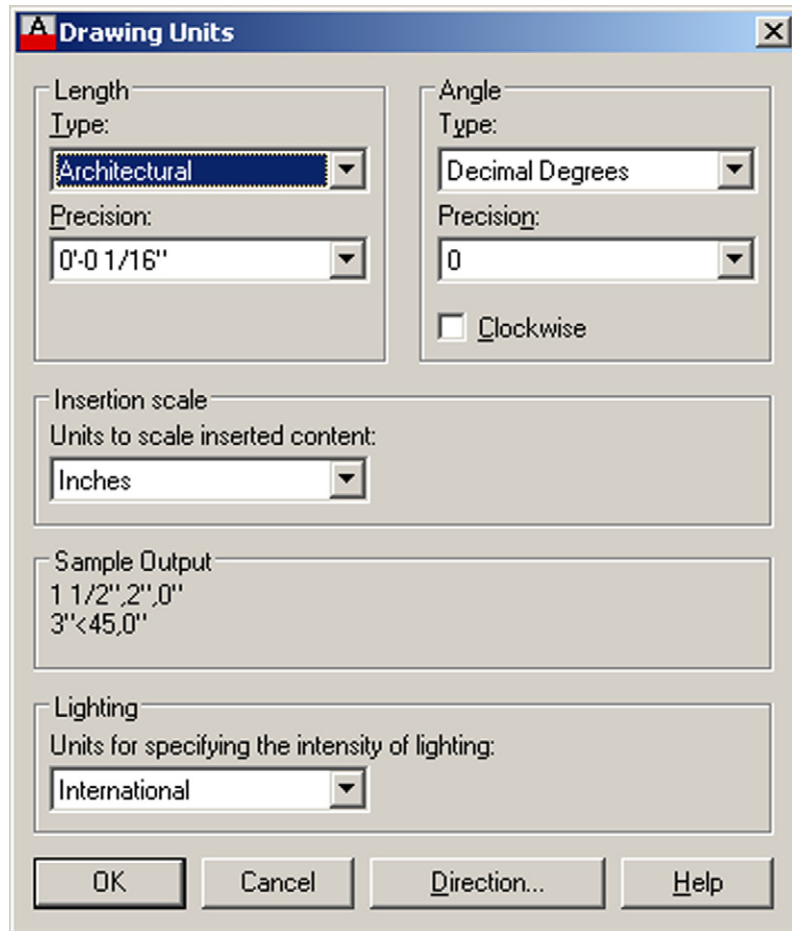 A Drawing Units
Length
Type:
Architectural
Precision:
0'-0 1/16"
Angle
Type:
Decimal Degrees
Precision:
0
Clockwise
Insertion scale
Units to scale inserted content:
Inches
Sample Output
1 1/2",2",0"
3"<45,0"
Lighting
Units for specifying the intensity of lighting:
International
OK Cancel Direction... Help